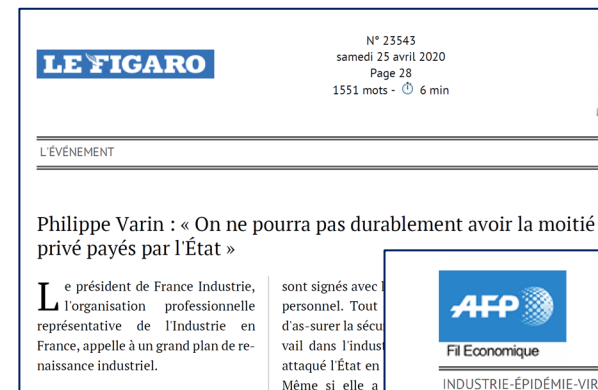 LE FIGARO
N° 23543
samedi 25 avril 2020
Page 28
1551 mots - 6 min
L'ÉVÉNEMENT
Philippe Varin : « On ne pourra pas durablement avoir la moitié
privé payés par l'État »
Le président de France Industrie,
l'organisation professionnelle
représentative de l'Industrie en
France, appelle à un grand plan de re-
naissance industriel.
sont signés avec
personnel. Tout
d'as-surer la sécu
vail dans l'indust
attaqué l'État en
Même si elle a
AFP
Fil Economique
INDUSTRIE-ÉPIDÉMIE-VIR